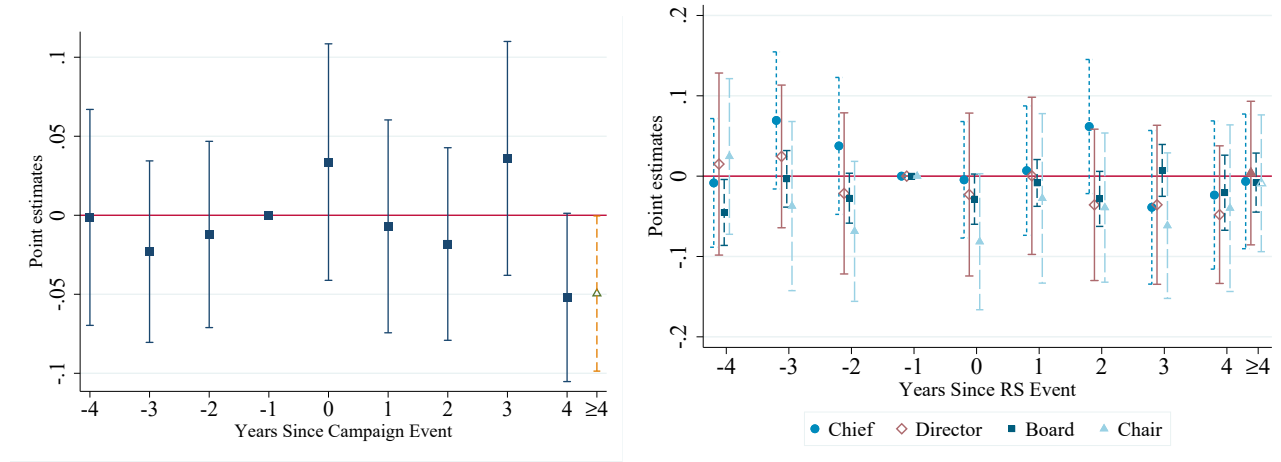 .1
.05
0
-.05
-.1
Point estimates
-4 -3 -2 -1 0 1 2 3 4 ≥4
Years Since Campaign Event
.2
.1
0
-.1
-.2
Point estimates
-4 -3 -2 -1 0 1 2 3 4 ≥4
Years Since RS Event
Chief Director Board Chair